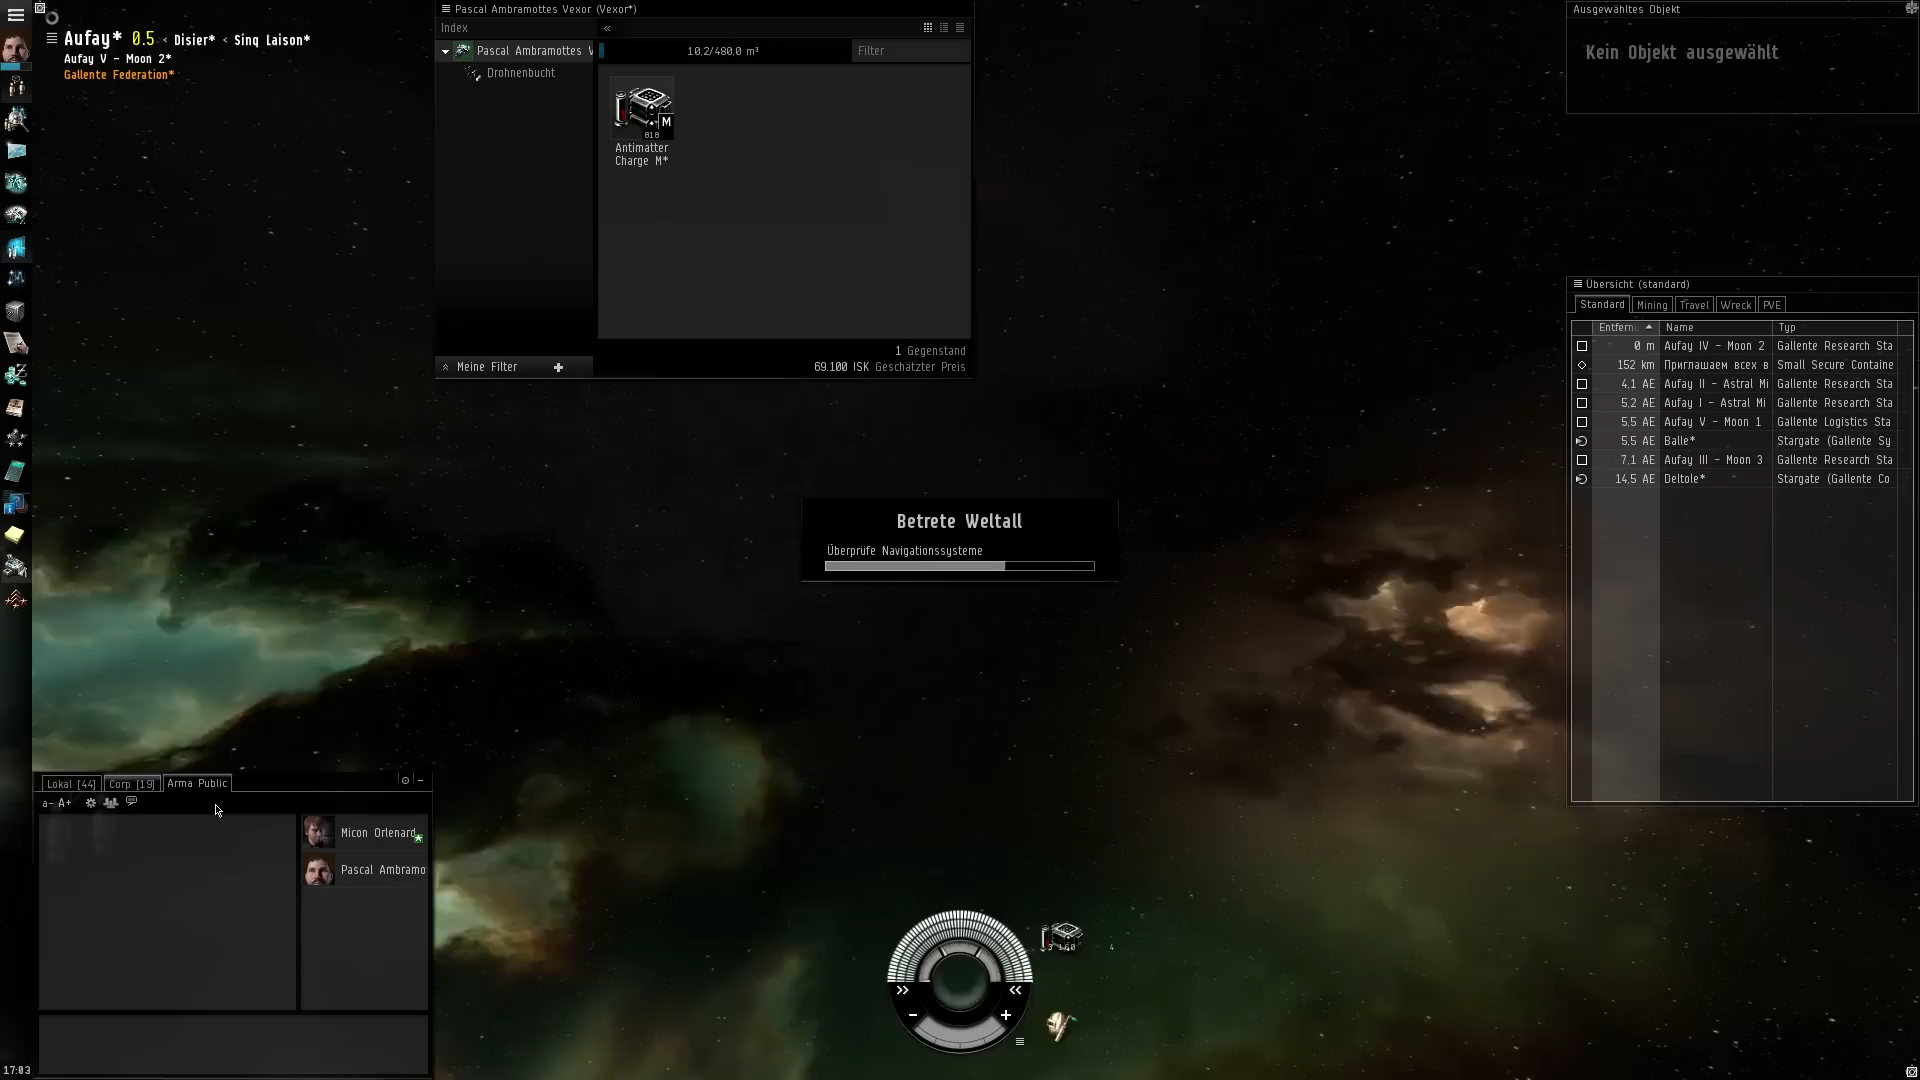 Aufay* 0.5 < Disier* < Sinq Laison*
Aufay V - Moon 2*
Gallente Federation*
Pascal Ambramottes Vexor (Vexor*)
Index
«
Pascal Ambramottes V
10,2/480,0 m³
Filter
Drohnenbucht
M
818
Antimatter
Charge M*
1 Gegenstand
Meine Filter +
69.100 ISK Geschätzter Preis
Ausgewähltes Objekt
Kein Objekt ausgewählt
Übersicht (standard)
Standard Mining Travel Wreck PVE
Entfern Name Typ
0 m Aufay IV - Moon 2 Gallente Research Sta
152 km Приглашаем всех в Small Secure Containe
4,1 AE Aufay II - Astral Mi Gallente Research Sta
5,2 AE Aufay I - Astral Mi Gallente Research Sta
5,5 AE Aufay V - Moon 1 Gallente Logistics Sta
5,5 AE Balle* Stargate (Gallente Sy
7,1 AE Aufay III - Moon 3 Gallente Research Sta
14,5 AE Deltole* Stargate (Gallente Co
Betrete Weltall
Überprüfe Navigationssysteme
Lokal [44] Corp [19] Arma Public
a- A+
Micon Orlenard
Pascal Ambramo
17:03